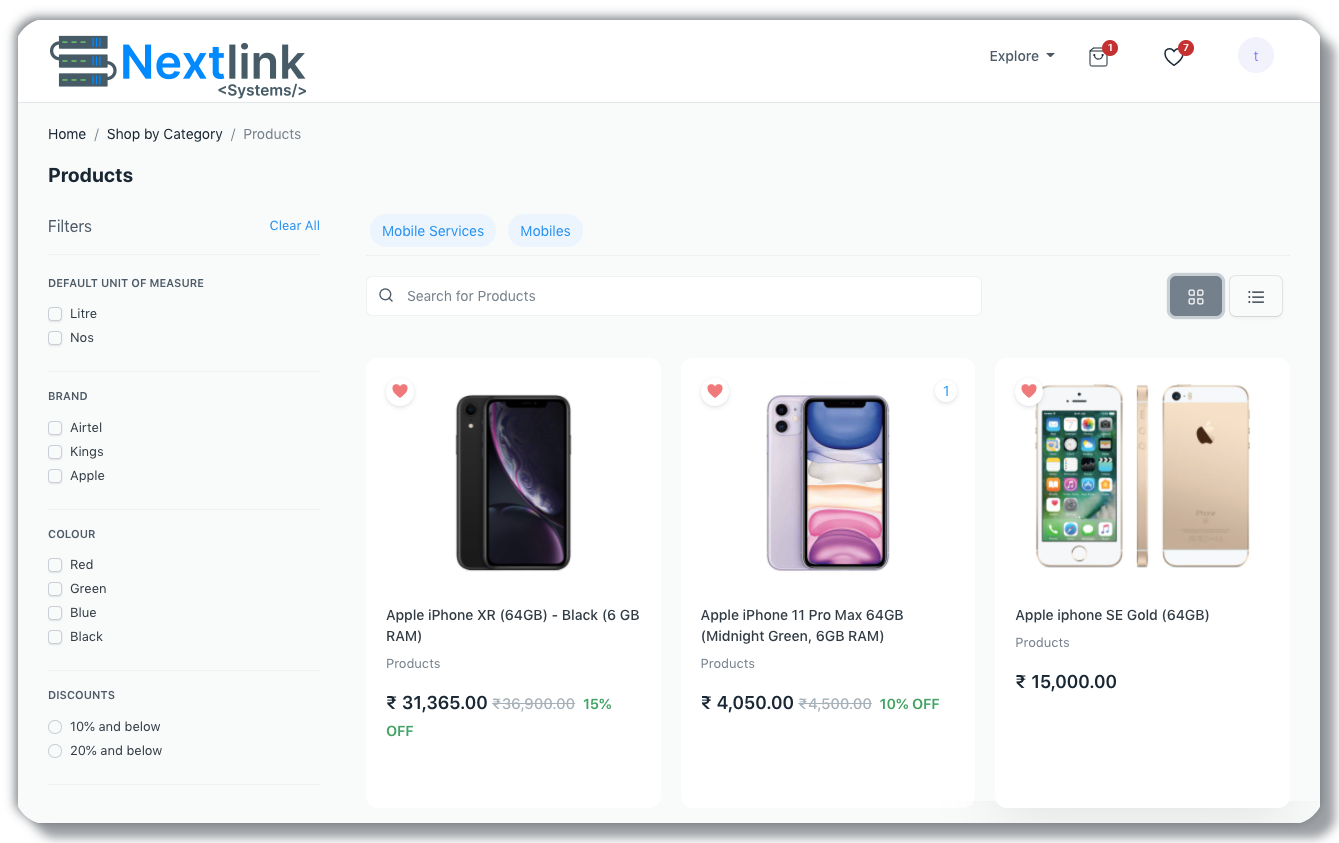 Nextlink
<Systems/>
Explore
1
7
t
Home / Shop by Category / Products
Products
Filters
Clear All
Mobile Services
Mobiles
DEFAULT UNIT OF MEASURE
Litre
Nos
Search for Products
BRAND
Airtel
Kings
Apple
COLOUR
Red
Green
Blue
Black
DISCOUNTS
10% and below
20% and below
Apple iPhone XR (64GB) - Black (6 GB
RAM)
Products
₹ 31,365.00 ₹36,900.00 15%
OFF
1
Apple iPhone 11 Pro Max 64GB
(Midnight Green, 6GB RAM)
Products
₹ 4,050.00 ₹4,500.00 10% OFF
iPhone
Apple iphone SE Gold (64GB)
Products
₹ 15,000.00